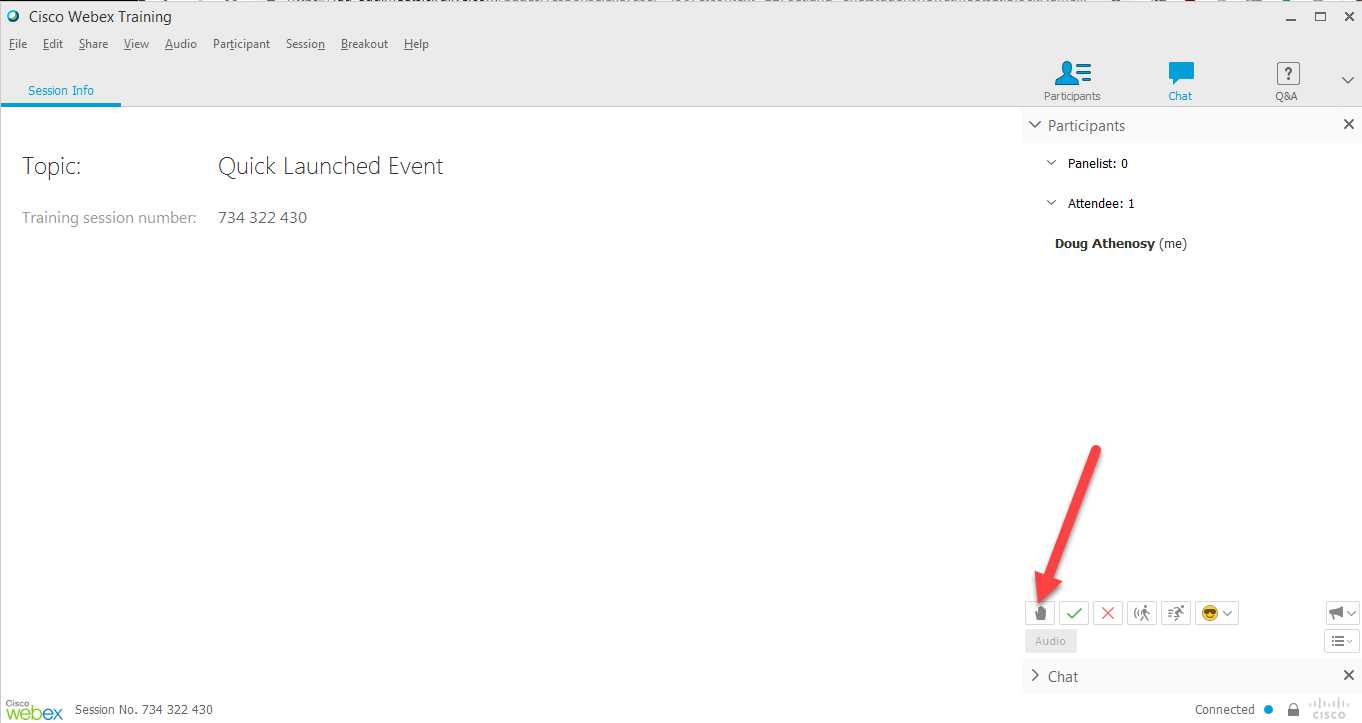 Cisco Webex Training
File Edit Share View Audio Participant Session Breakout Help
Session Info
Participants Chat Q&A
Participants
Panelist: 0
Attendee: 1
Doug Athenosy (me)
Topic: Quick Launched Event
Training session number: 734 322 430
Audio
Chat
Cisco webex Session No. 734 322 430
Connected
cisco